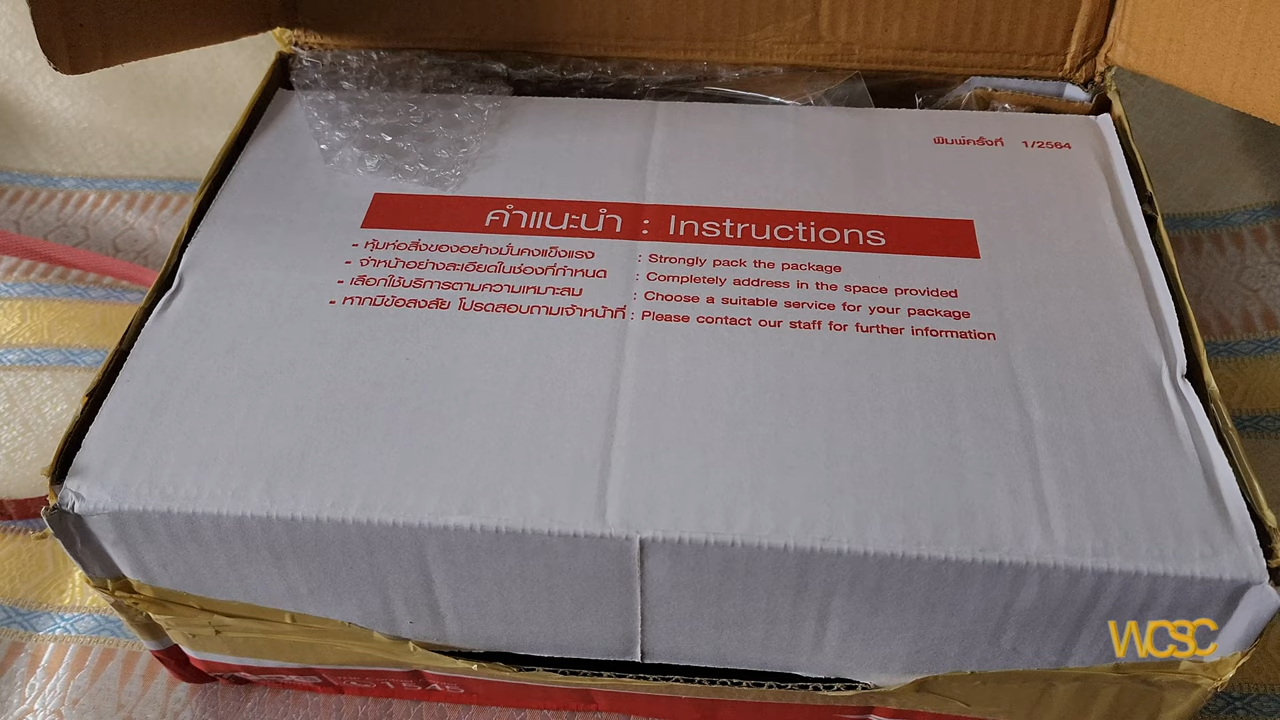 พิมพ์ครั้งที่ 1/2564
คำแนะนำ : Instructions
- หุ้มห่อสิ่งของอย่างมั่นคงแข็งแรง : Strongly pack the package
- จ่าหน้าอย่างละเอียดในช่องที่กำหนด : Completely address in the space provided
- เลือกใช้บริการตามความเหมาะสม : Choose a suitable service for your package
- หากมีข้อสงสัย โปรดสอบถามเจ้าหน้าที่ : Please contact our staff for further information
1545
WCSC